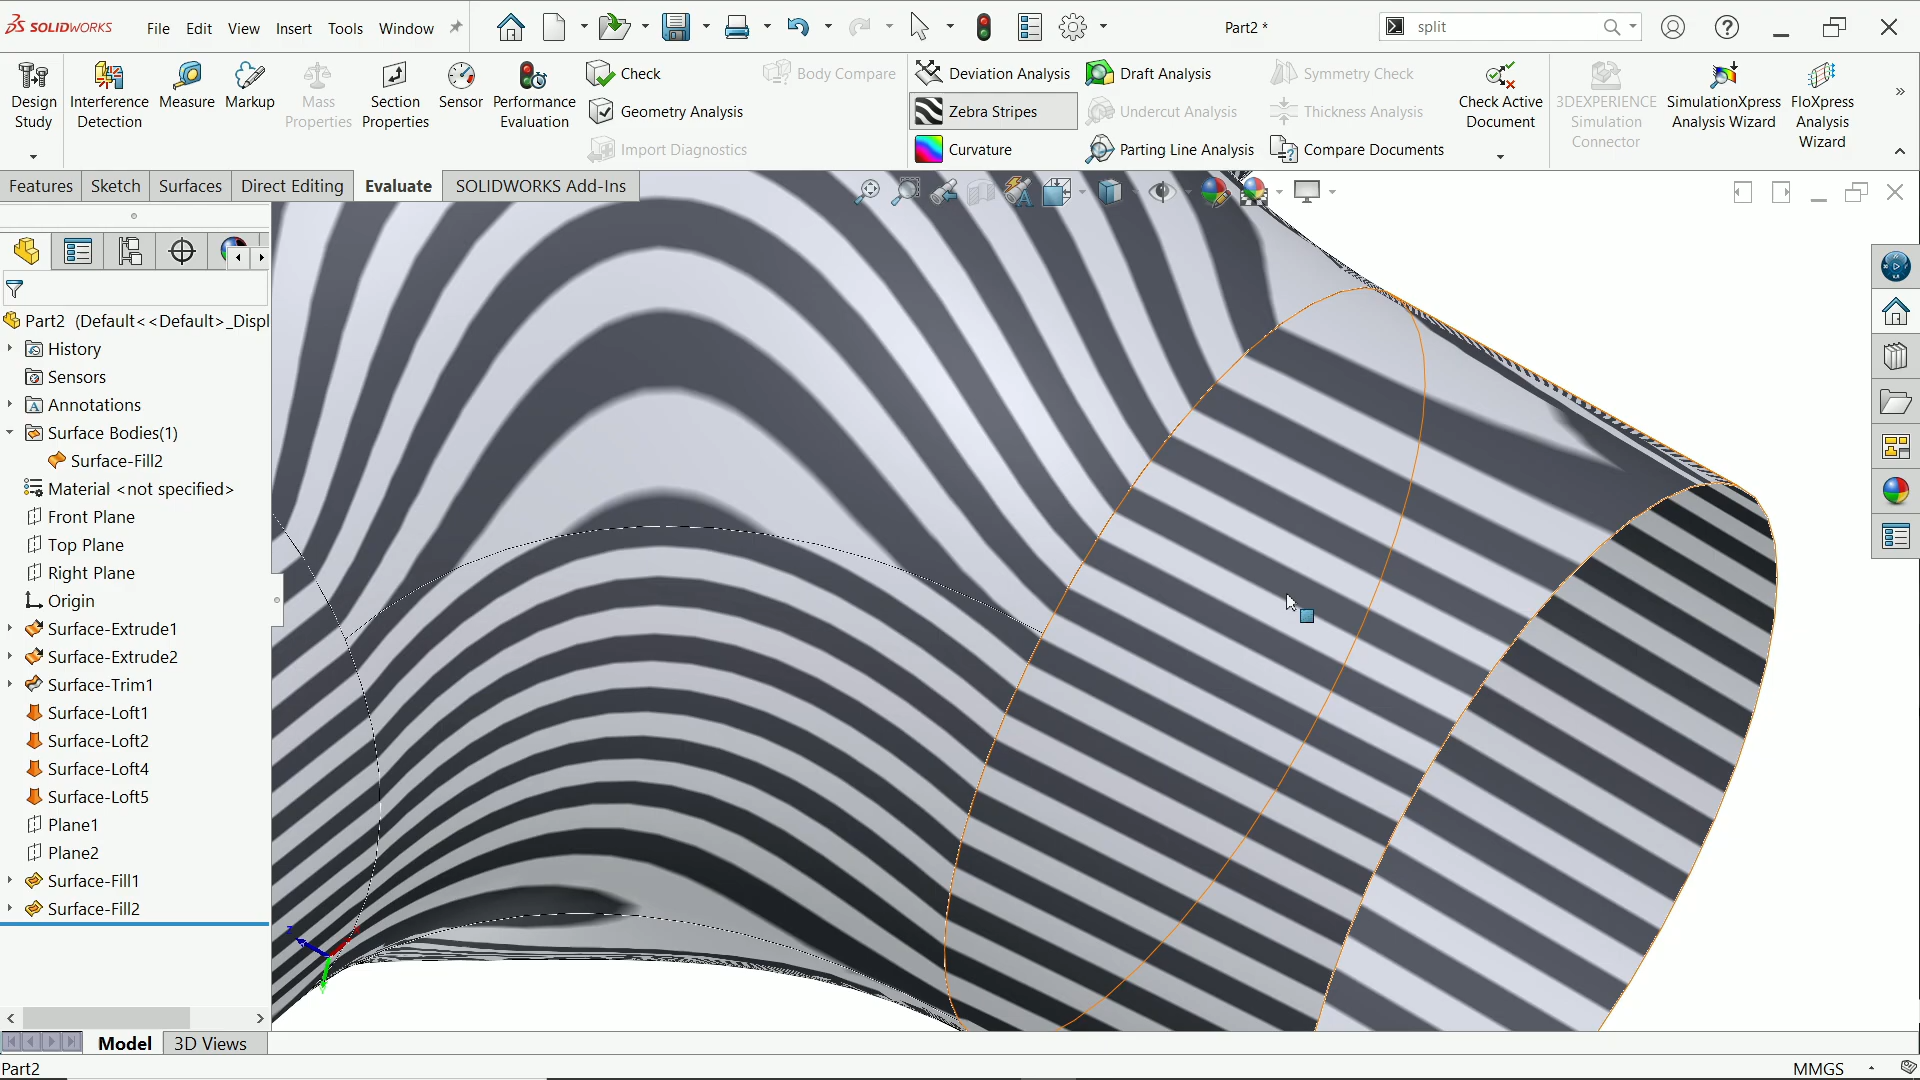 SOLIDWORKS File Edit View Insert Tools Window Part2 * split
Design Study
Interference Detection
Measure
Markup
Mass Properties
Section Properties
Sensor
Performance Evaluation
Check
Geometry Analysis
Import Diagnostics
Body Compare
Deviation Analysis
Zebra Stripes
Curvature
Draft Analysis
Undercut Analysis
Parting Line Analysis
Symmetry Check
Thickness Analysis
Compare Documents
Check Active Document
3DEXPERIENCE Simulation Connector
SimulationXpress Analysis Wizard
FloXpress Analysis Wizard
Features Sketch Surfaces Direct Editing Evaluate SOLIDWORKS Add-Ins
Part2 (Default<<Default>_Displ
History
Sensors
Annotations
Surface Bodies(1)
Surface-Fill2
Material <not specified>
Front Plane
Top Plane
Right Plane
Origin
Surface-Extrude1
Surface-Extrude2
Surface-Trim1
Surface-Loft1
Surface-Loft2
Surface-Loft4
Surface-Loft5
Plane1
Plane2
Surface-Fill1
Surface-Fill2
Model 3D Views
Part2 MMGS